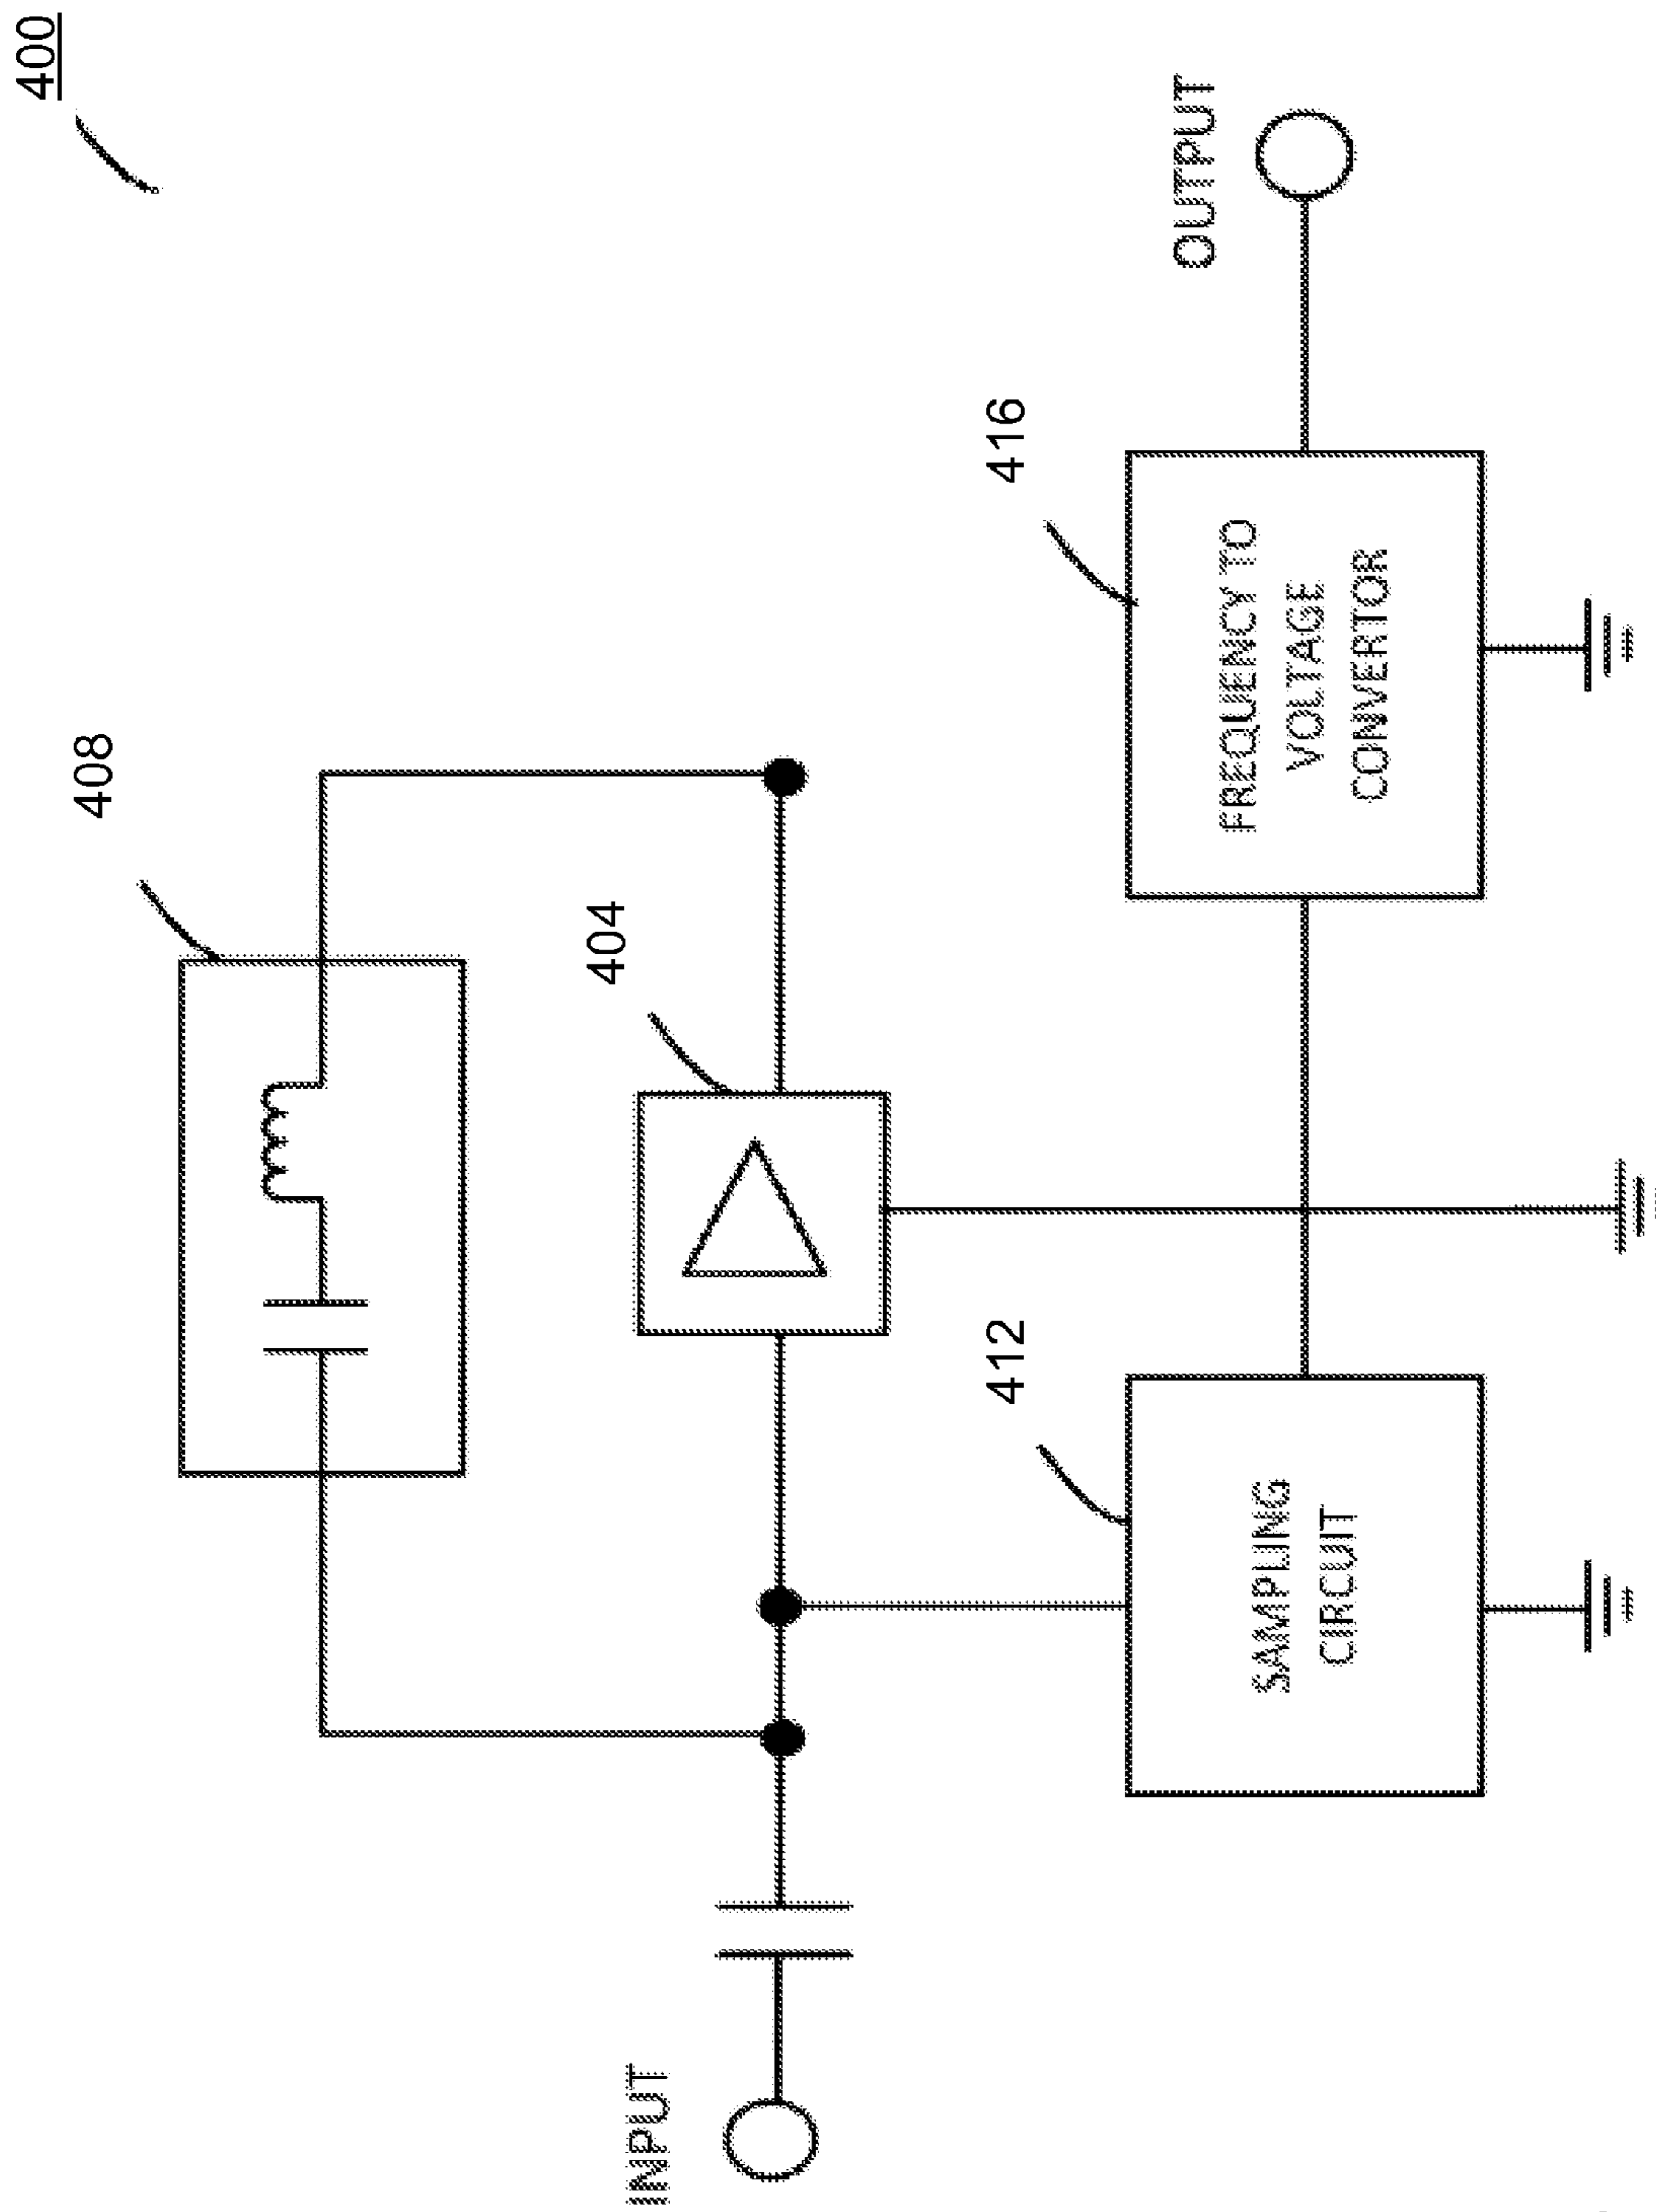 400
408
404
INPUT
412
SAMPLING
CIRCUIT
416
FREQUENCY TO
VOLTAGE
CONVERTOR
OUTPUT